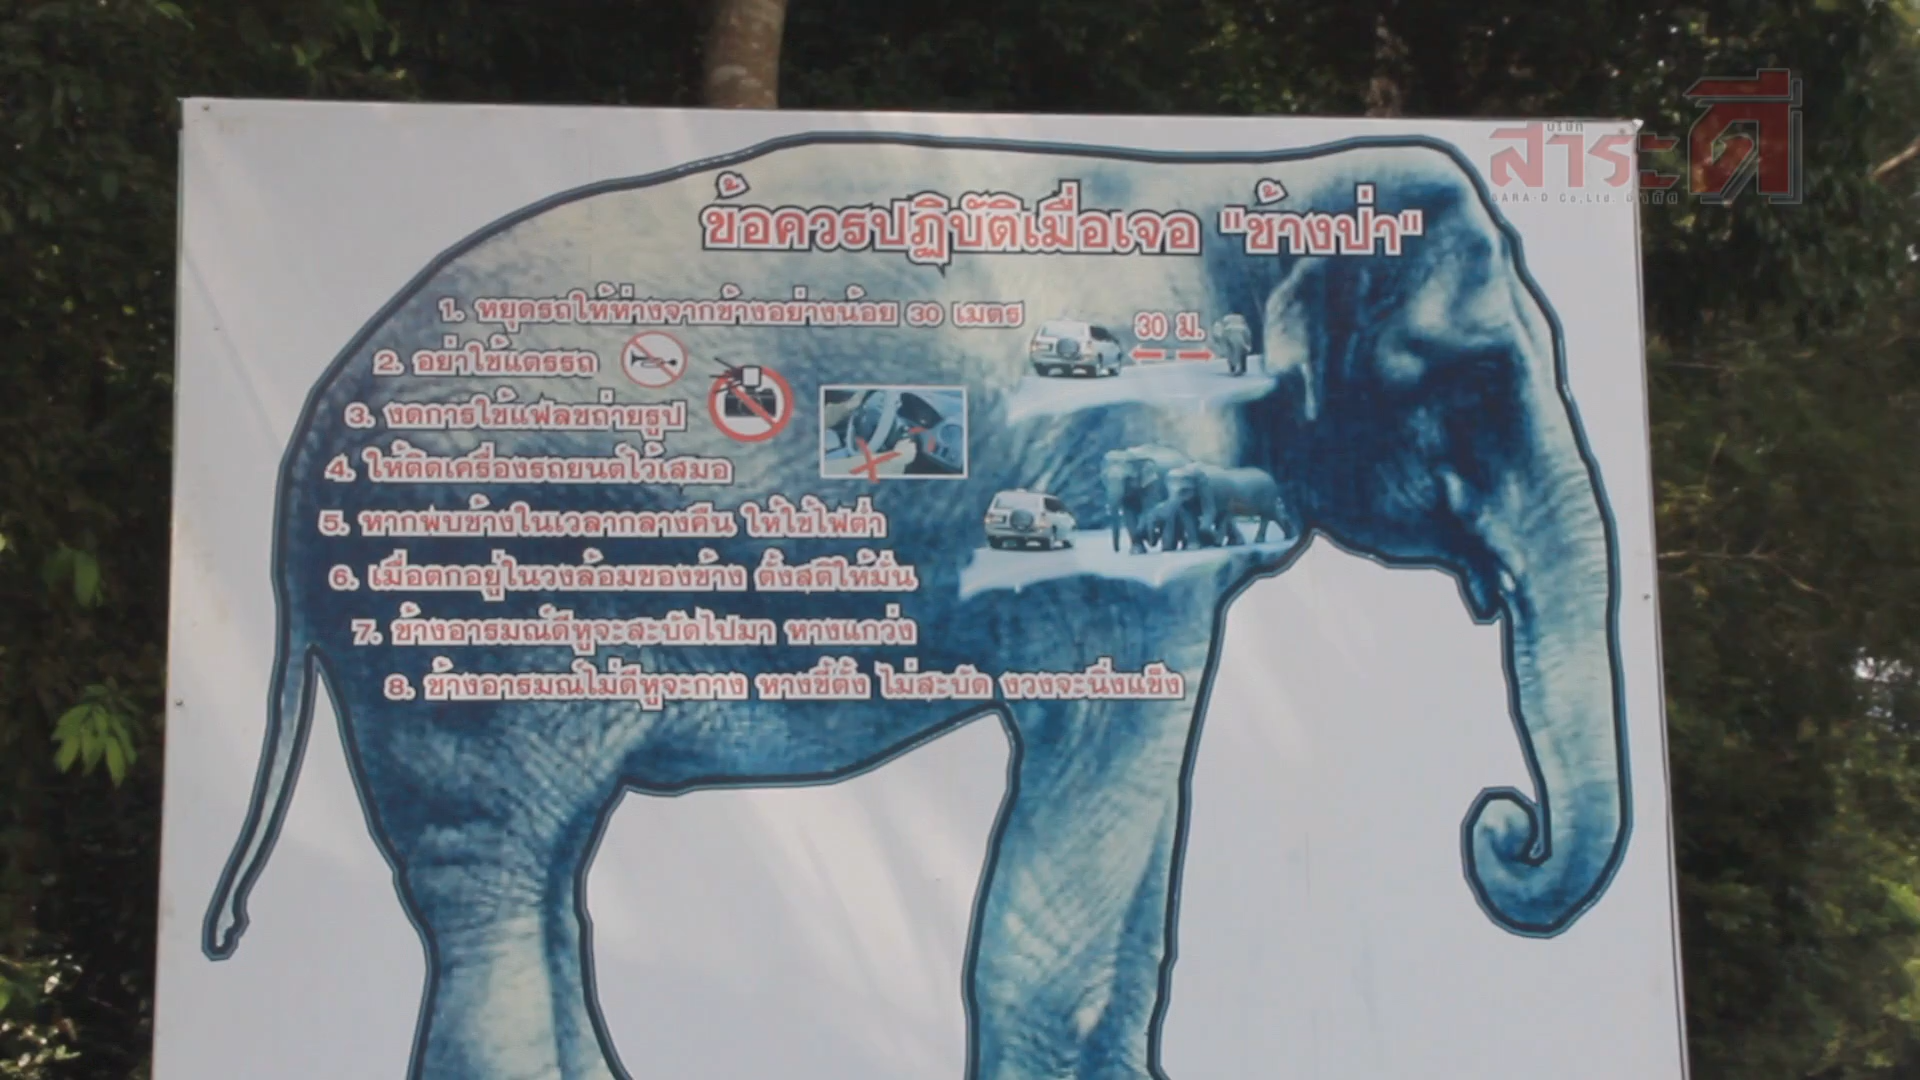 บริษัท
สาระดี
SARA-D Co.,Ltd. จำกัด
ข้อควรปฏิบัติเมื่อเจอ "ช้างป่า"
1. หยุดรถให้ห่างจากช้างอย่างน้อย 30 เมตร
30 ม.
2. อย่าใช้แตรรถ
3. งดการใช้แฟลชถ่ายรูป
4. ให้ติดเครื่องรถยนต์ไว้เสมอ
5. หากพบช้างในเวลากลางคืน ให้ใช้ไฟต่ำ
6. เมื่อตกอยู่ในวงล้อมของช้าง ตั้งสติให้มั่น
7. ช้างอารมณ์ดีหูจะสะบัดไปมา หางแกว่ง
8. ช้างอารมณ์ไม่ดีหูจะกาง หางชี้ตั้ง ไม่สะบัด งวงจะนิ่งแข็ง